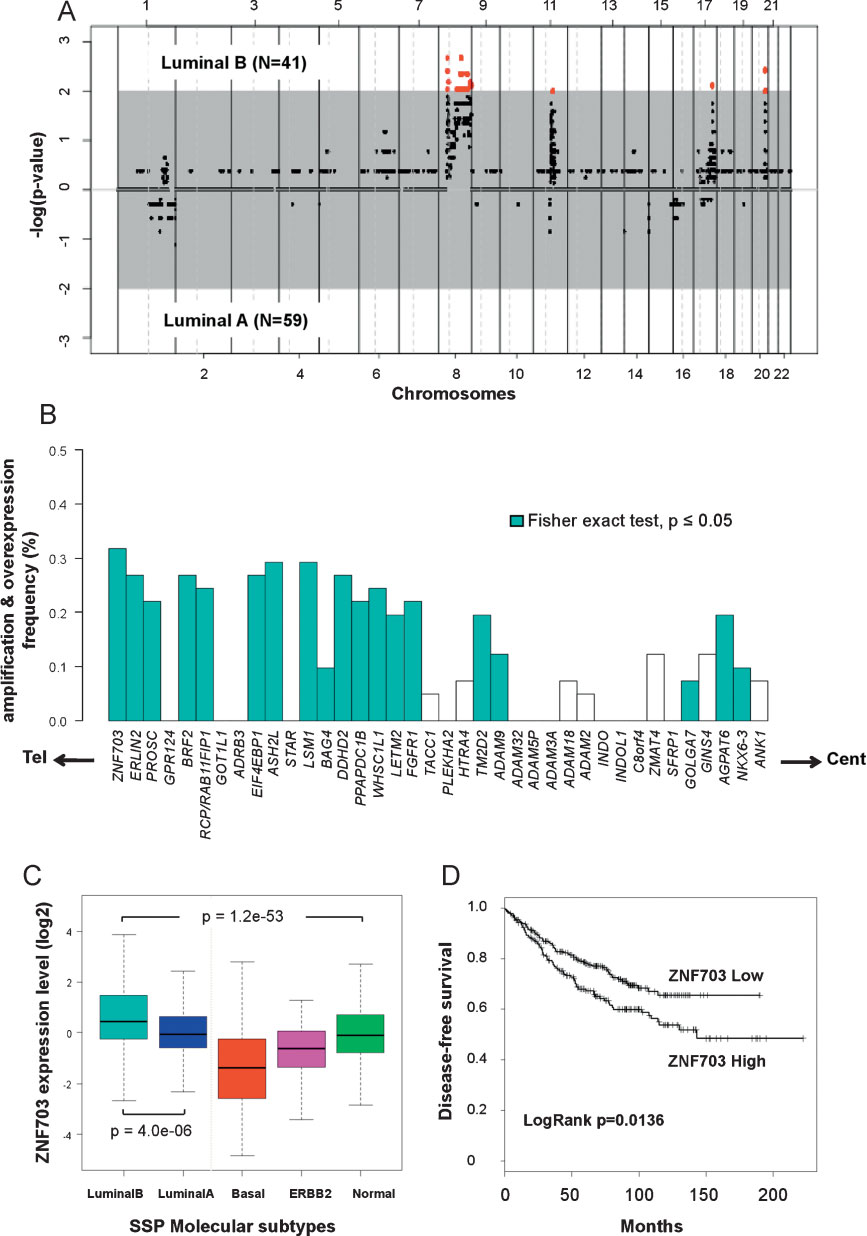 A
1 3 5 7 9 11 13 15 17 19 21
3
2
1
0
-1
-2
-3
-log(p-value)
Luminal B (N=41)
Luminal A (N=59)
2 4 6 8 10 12 14 16 18 20 22
Chromosomes
B
amplification & overexpression
frequency (%)
0.5
0.4
0.3
0.2
0.1
0.0
Fisher exact test, p ≤ 0.05
Tel
ZNF703
ERLIN2
PROSC
GPR124
BRF2
RCP/RAB11FIP1
GOT1L1
ADRB3
EIF4EBP1
ASH2L
STAR
LSM1
BAG4
DDHD2
PPAPDC1B
WHSC1L1
LETM2
FGFR1
TACC1
PLEKHA2
HTRA4
TM2D2
ADAM9
ADAM32
ADAM5P
ADAM3A
ADAM18
ADAM2
INDO
INDOL1
C8orf4
ZMAT4
SFRP1
GOLGA7
GINS4
AGPAT6
NKX6-3
ANK1
Cent
C
ZNF703 expression level (log2)
4
2
0
-2
-4
p = 1.2e-53
p = 4.0e-06
LuminalB LuminalA Basal ERBB2 Normal
SSP Molecular subtypes
D
Disease-free survival
1.0
0.8
0.6
0.4
0.2
0
ZNF703 Low
ZNF703 High
LogRank p=0.0136
0 50 100 150 200
Months